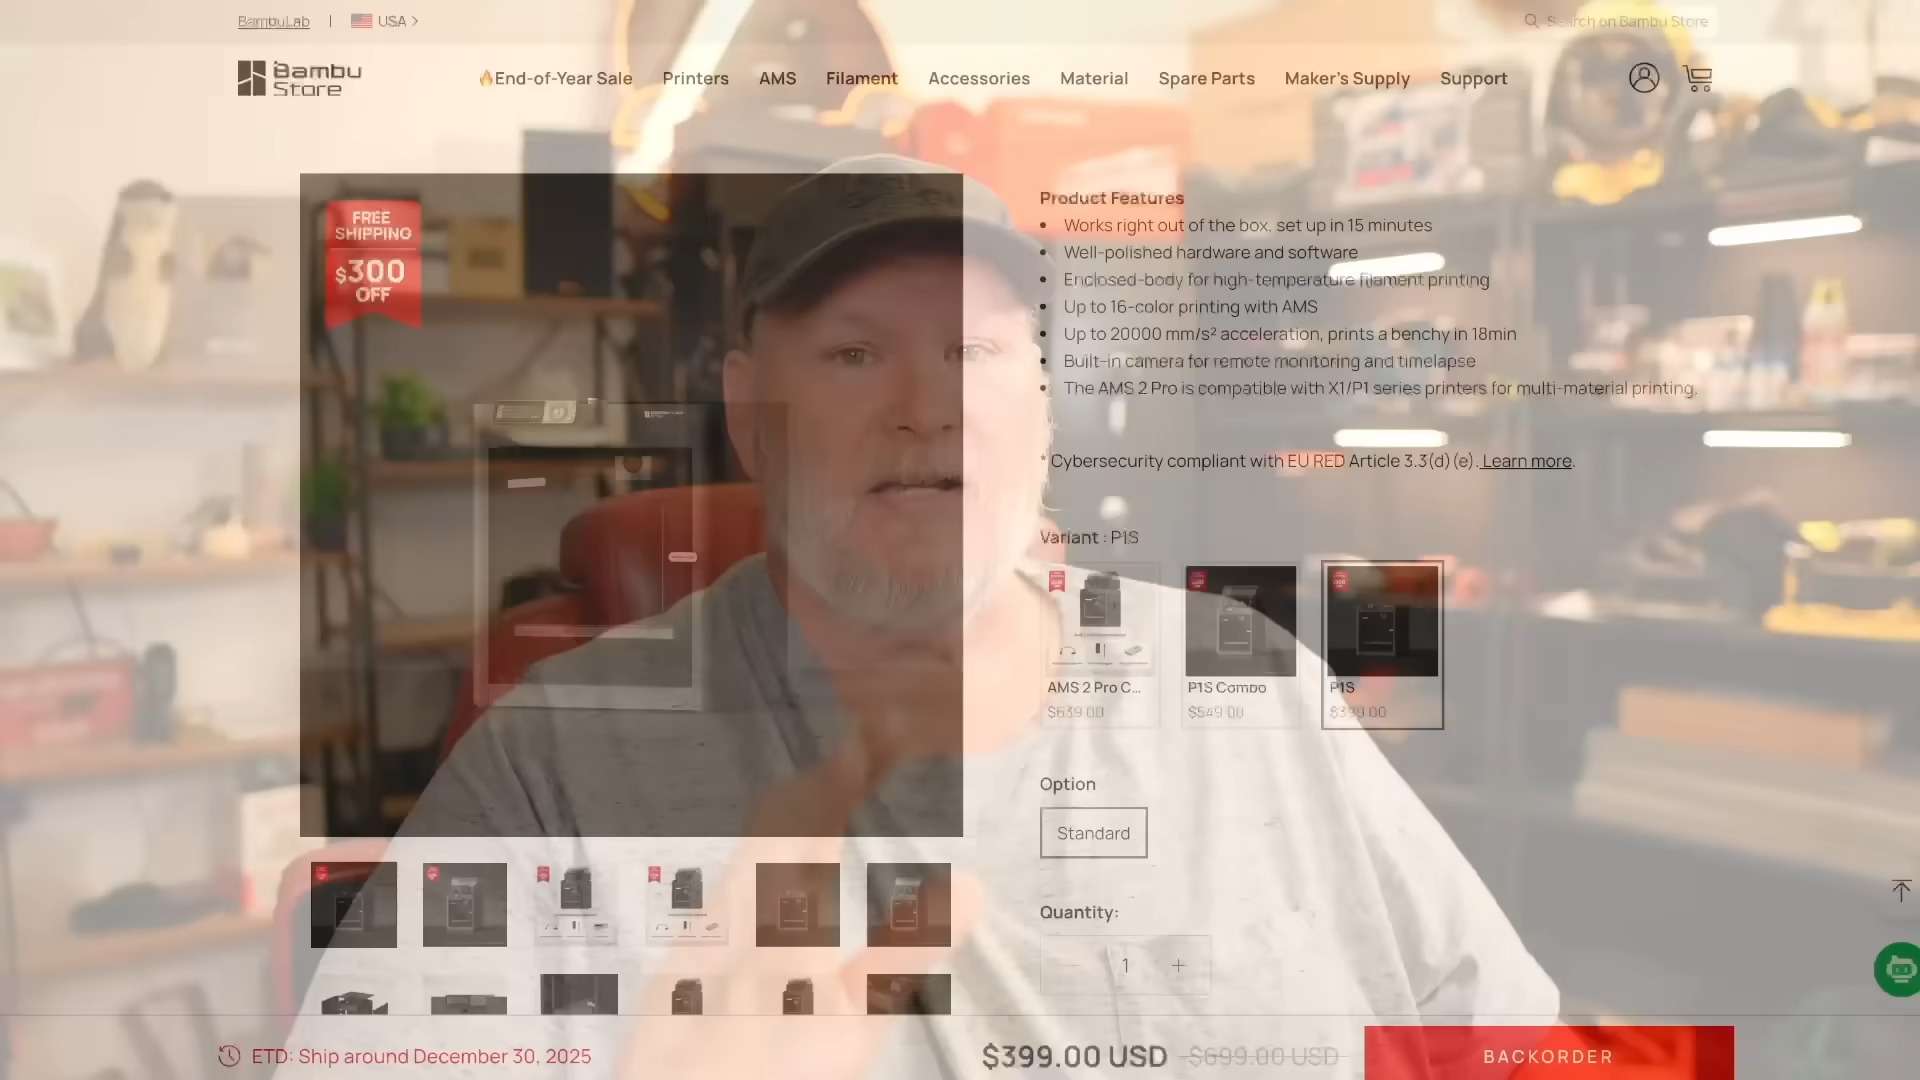 BambuLab
USA
Search on Bambu Store
Bambu
Store
End-of-Year Sale
Printers
AMS
Filament
Accessories
Material
Spare Parts
Maker's Supply
Support
FREE
SHIPPING
$300
OFF
Product Features
Works right out of the box, set up in 15 minutes
Well-polished hardware and software
Enclosed-body for high-temperature filament printing
Up to 16-color printing with AMS
Up to 20000 mm/s² acceleration, prints a benchy in 18min
Built-in camera for remote monitoring and timelapse
The AMS 2 Pro is compatible with X1/P1 series printers for multi-material printing.
* Cybersecurity compliant with EU RED Article 3.3(d)(e). Learn more.
Variant : P1S
AMS 2 Pro C...
$639.00
P1S Combo
$549.00
P1S
$399.00
Option
Standard
Quantity:
1
ETD: Ship around December 30, 2025
$399.00 USD
$699.00 USD
BACKORDER